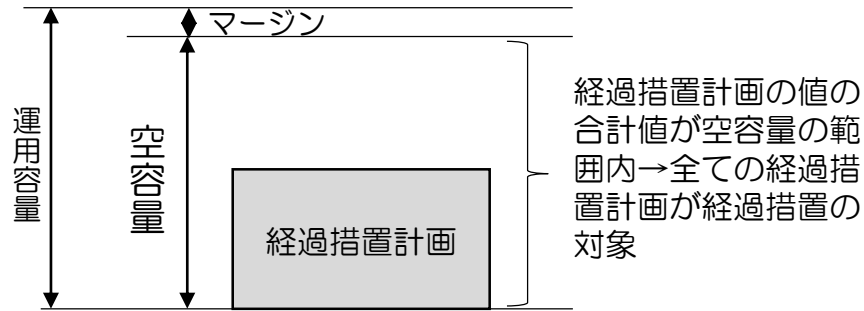 マージン
運用容量
空容量
経過措置計画
経過措置計画の値の
合計値が空容量の範
囲内→全ての経過措
置計画が経過措置の
対象